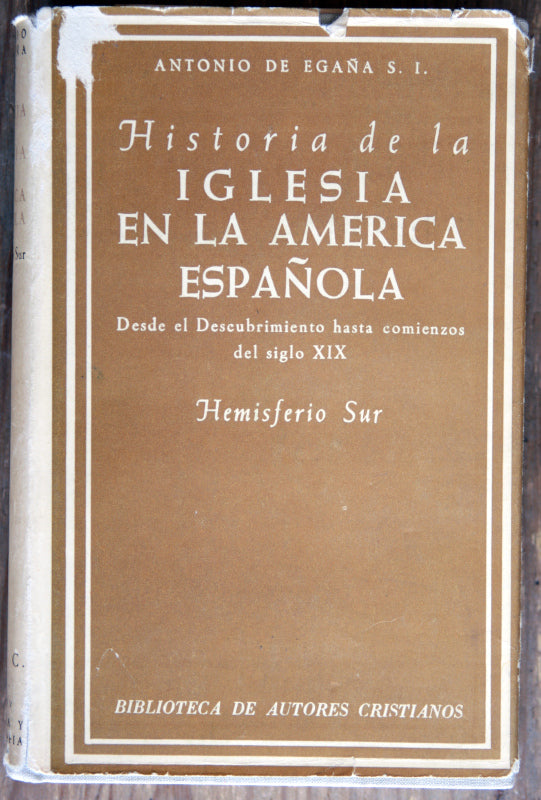 ANTONIO DE EGAÑA S. I.
Historia de la
IGLESIA
EN LA AMERICA
ESPAÑOLA
Desde el Descubrimiento hasta comienzos
del siglo XIX
Hemisferio Sur
BIBLIOTECA DE AUTORES CRISTIANOS
Sur
C.
Y